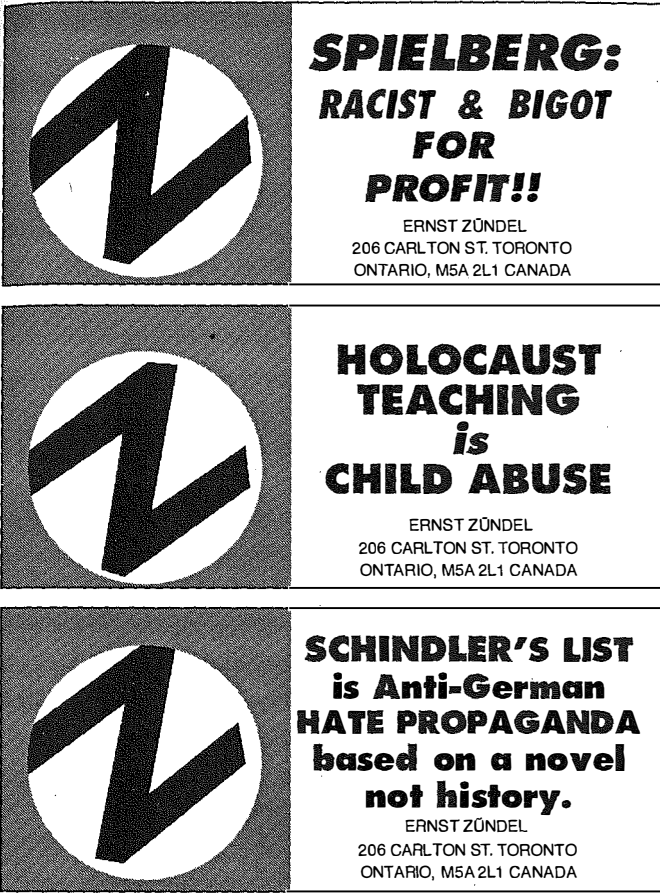 SPIELBERG:
RACIST & BIGOT
FOR
PROFIT!!
ERNST ZÜNDEL
206 CARLTON ST. TORONTO
ONTARIO, M5A 2L1 CANADA
HOLOCAUST
TEACHING
is
CHILD ABUSE
ERNST ZÜNDEL
206 CARLTON ST. TORONTO
ONTARIO, M5A 2L1 CANADA
SCHINDLER'S LIST
is Anti-German
HATE PROPAGANDA
based on a novel
not history.
ERNST ZÜNDEL
206 CARLTON ST. TORONTO
ONTARIO, M5A 2L1 CANADA